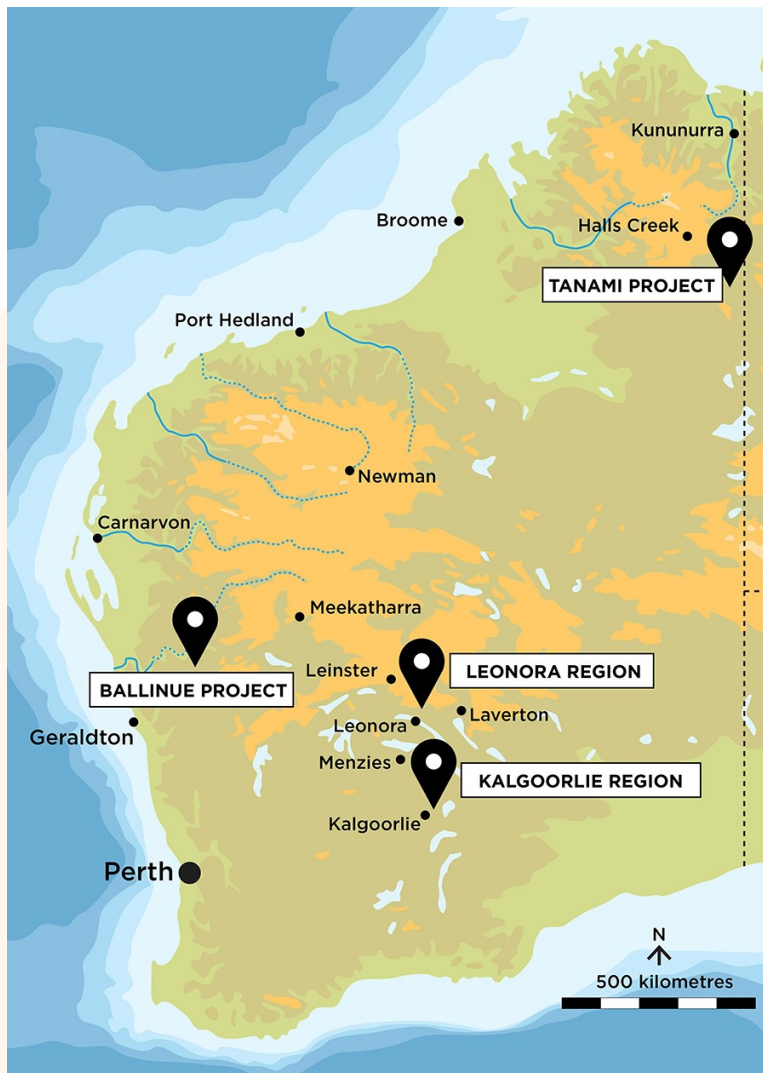 Kununurra
Broome
Halls Creek
TANAMI PROJECT
Port Hedland
Newman
Carnarvon
Meekatharra
Leinster
LEONORA REGION
BALLINUE PROJECT
Laverton
Leonora
Geraldton
Menzies
KALGOORLIE REGION
Kalgoorlie
Perth
N
500 kilometres